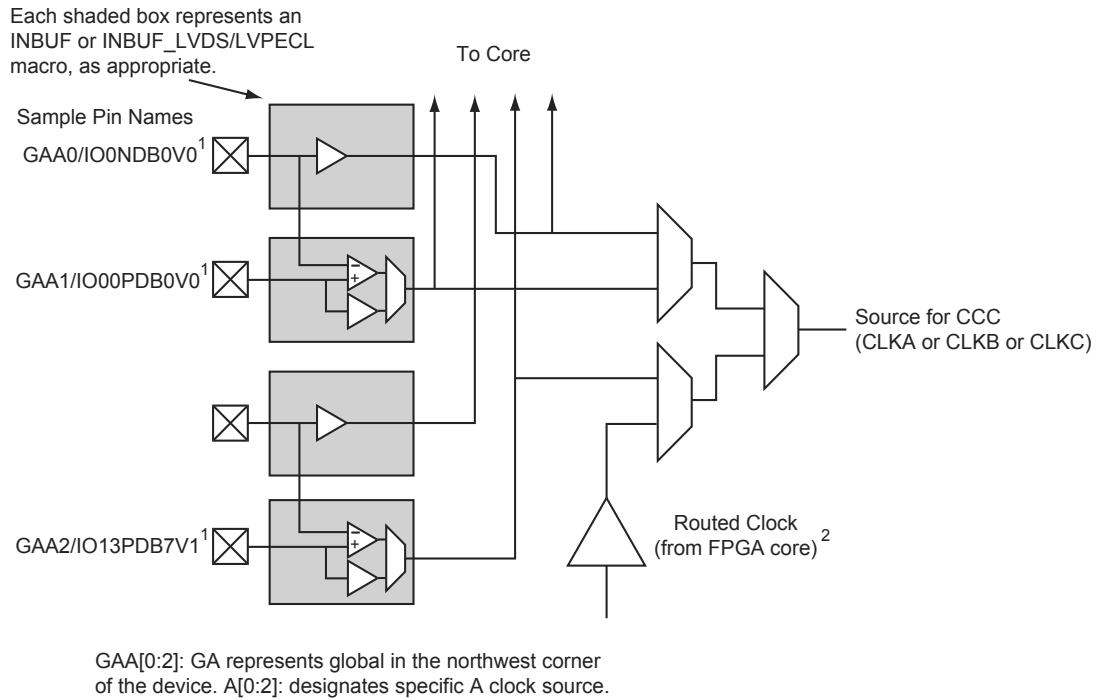 Each shaded box represents an
INBUF or INBUF_LVDS/LVPECL
macro, as appropriate.
To Core
Sample Pin Names
GAA0/IO0NDB0V0¹
GAA1/IO00PDB0V0¹
− +
Source for CCC
(CLKA or CLKB or CLKC)
GAA2/IO13PDB7V1¹
− +
Routed Clock
(from FPGA core)²
GAA[0:2]: GA represents global in the northwest corner
of the device. A[0:2]: designates specific A clock source.